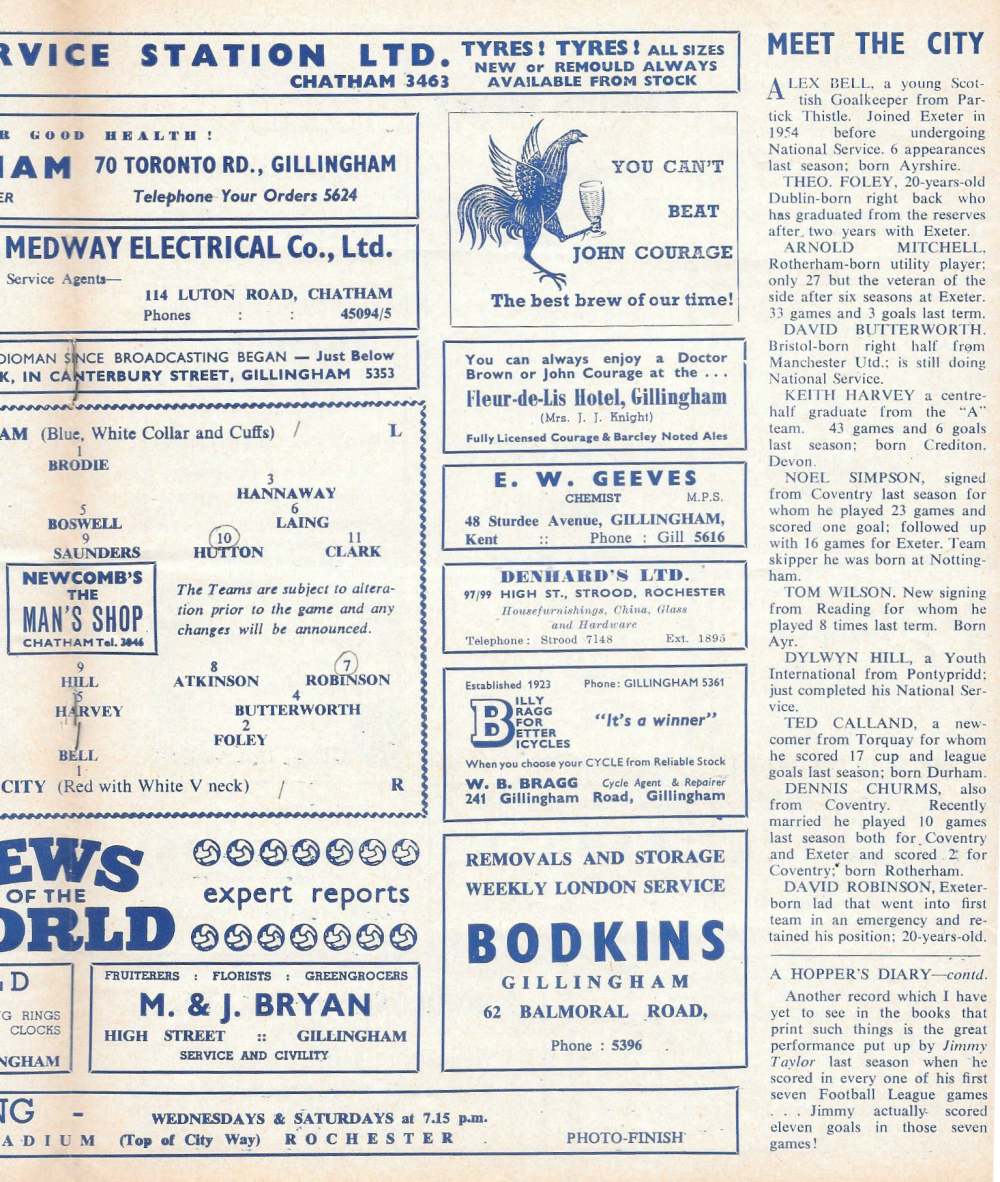 RVICE STATION LTD.
CHATHAM 3463
TYRES! TYRES! ALL SIZES
NEW or REMOULD ALWAYS
AVAILABLE FROM STOCK
R GOOD HEALTH!
AM 70 TORONTO RD., GILLINGHAM
ER Telephone Your Orders 5624
MEDWAY ELECTRICAL Co., Ltd.
Service Agents—
114 LUTON ROAD, CHATHAM
Phones : : 45094/5
DIOMAN SINCE BROADCASTING BEGAN — Just Below
K, IN CANTERBURY STREET, GILLINGHAM 5353
AM (Blue, White Collar and Cuffs) / L
1
BRODIE
3
HANNAWAY
5 6
BOSWELL LAING
9 10 11
SAUNDERS HUTTON CLARK
NEWCOMB'S
THE
MAN'S SHOP
CHATHAM Tel. 3846
The Teams are subject to altera-
tion prior to the game and any
changes will be announced.
9 8 7
HILL ATKINSON ROBINSON
5 4
HARVEY BUTTERWORTH
2
FOLEY
BELL
1
CITY (Red with White V neck) / R
EWS
OF THE
ORLD
expert reports
LD
G RINGS
CLOCKS
NGHAM
FRUITERERS : FLORISTS : GREENGROCERS
M. & J. BRYAN
HIGH STREET :: GILLINGHAM
SERVICE AND CIVILITY
NG -
WEDNESDAYS & SATURDAYS at 7.15 p.m.
ADIUM (Top of City Way) ROCHESTER PHOTO-FINISH
YOU CAN'T
BEAT
JOHN COURAGE
The best brew of our time!
You can always enjoy a Doctor
Brown or John Courage at the ...
Fleur-de-Lis Hotel, Gillingham
(Mrs. J. J. Knight)
Fully Licensed Courage & Barcley Noted Ales
E. W. GEEVES
CHEMIST M.P.S.
48 Sturdee Avenue, GILLINGHAM,
Kent :: Phone : Gill 5616
DENHARD'S LTD.
97/99 HIGH ST., STROOD, ROCHESTER
Housefurnishings, China, Glass
and Hardware
Telephone: Strood 7148 Ext. 1895
Established 1923 Phone: GILLINGHAM 5361
BILLY
RAGG
FOR
ETTER
ICYCLES
"It's a winner"
When you choose your CYCLE from Reliable Stock
W. B. BRAGG Cycle Agent & Repairer
241 Gillingham Road, Gillingham
REMOVALS AND STORAGE
WEEKLY LONDON SERVICE
BODKINS
GILLINGHAM
62 BALMORAL ROAD,
Phone : 5396
MEET THE CITY
ALEX BELL, a young Scot-
tish Goalkeeper from Par-
tick Thistle. Joined Exeter in
1954 before undergoing
National Service. 6 appearances
last season; born Ayrshire.
THEO. FOLEY, 20-years-old
Dublin-born right back who
has graduated from the reserves
after two years with Exeter.
ARNOLD MITCHELL.
Rotherham-born utility player;
only 27 but the veteran of the
side after six seasons at Exeter.
33 games and 3 goals last term.
DAVID BUTTERWORTH.
Bristol-born right half from
Manchester Utd.; is still doing
National Service.
KEITH HARVEY a centre-
half graduate from the "A"
team. 43 games and 6 goals
last season; born Crediton.
Devon.
NOEL SIMPSON, signed
from Coventry last season for
whom he played 23 games and
scored one goal; followed up
with 16 games for Exeter. Team
skipper he was born at Notting-
ham.
TOM WILSON. New signing
from Reading for whom he
played 8 times last term. Born
Ayr.
DYLWYN HILL, a Youth
International from Pontypridd;
just completed his National Ser-
vice.
TED CALLAND, a new-
comer from Torquay for whom
he scored 17 cup and league
goals last season; born Durham.
DENNIS CHURMS, also
from Coventry. Recently
married he played 10 games
last season both for Coventry
and Exeter and scored 2 for
Coventry; born Rotherham.
DAVID ROBINSON, Exeter-
born lad that went into first
team in an emergency and re-
tained his position; 20-years-old.
A HOPPER'S DIARY—contd.
Another record which I have
yet to see in the books that
print such things is the great
performance put up by Jimmy
Taylor last season when he
scored in every one of his first
seven Football League games
. . . Jimmy actually scored
eleven goals in those seven
games!